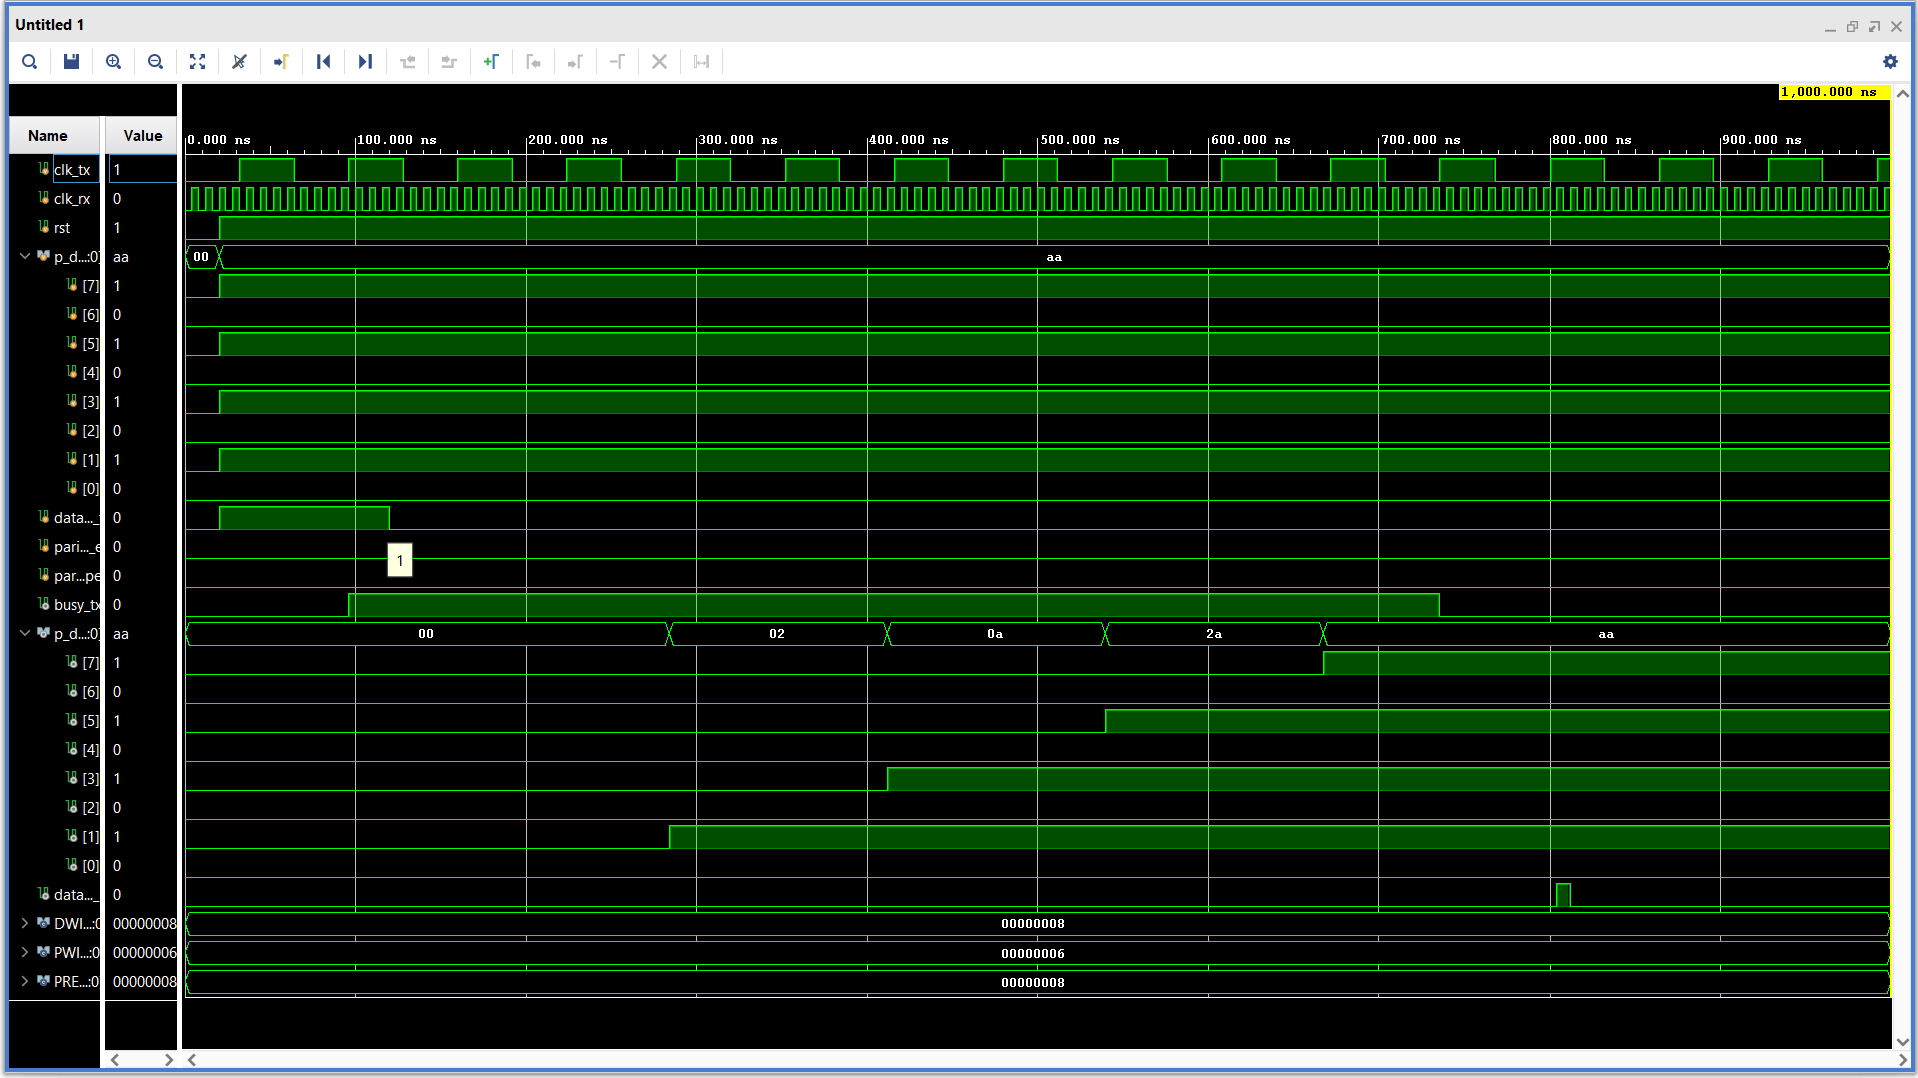 Untitled 1
1,000.000 ns
Name Value
0.000 ns 100.000 ns 200.000 ns 300.000 ns 400.000 ns 500.000 ns 600.000 ns 700.000 ns 800.000 ns 900.000 ns
clk_tx 1
clk_rx 0
rst 1
p_d...:0] aa 00 aa
[7] 1
[6] 0
[5] 1
[4] 0
[3] 1
[2] 0
[1] 1
[0] 0
data..._ 0
pari..._e 0
1
par...pe 0
busy_tx 0
p_d...:0] aa 00 02 0a 2a aa
[7] 1
[6] 0
[5] 1
[4] 0
[3] 1
[2] 0
[1] 1
[0] 0
data..._ 0
DWI...:0 00000008 00000008
PWI...:0 00000006 00000006
PRE...:0 00000008 00000008